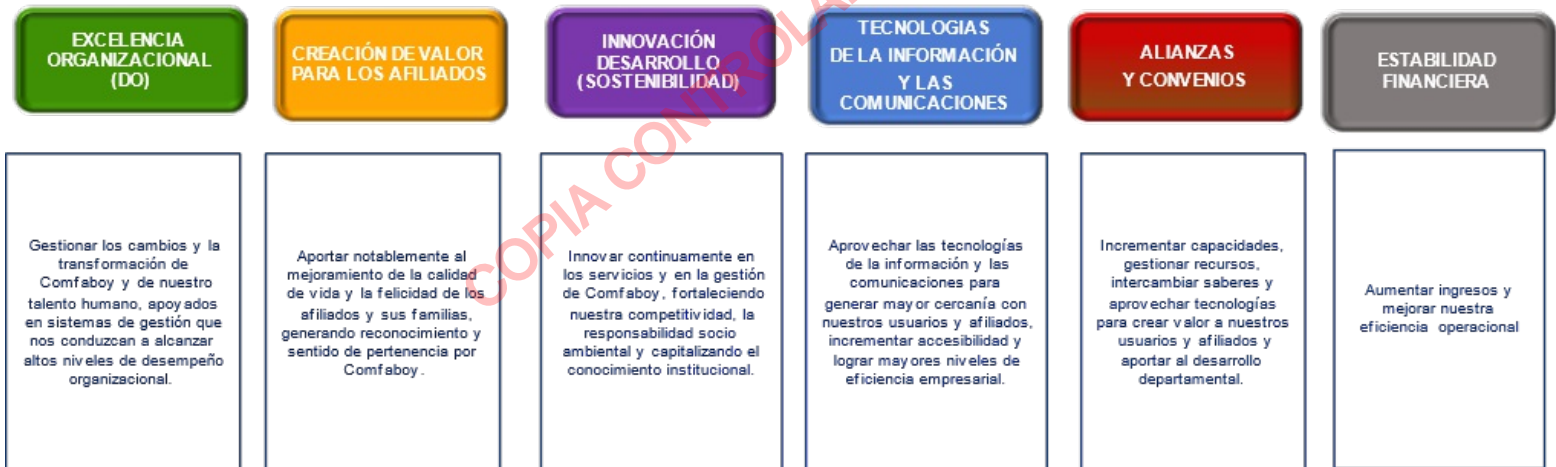 EXCELENCIA
ORGANIZACIONAL
(DO)
CREACIÓN DE VALOR
PARA LOS AFILIADOS
INNOVACIÓN
DESARROLLO
(SOSTENIBILIDAD)
TECNOLOGIAS
DE LA INFORMACIÓN
Y LAS
COMUNICACIONES
ALIANZAS
Y CONVENIOS
ESTABILIDAD
FINANCIERA
Gestionar los cambios y la
transformación de
Comfaboy y de nuestro
talento humano, apoyados
en sistemas de gestión que
nos conduzcan a alcanzar
altos niveles de desempeño
organizacional.
Aportar notablemente al
mejoramiento de la calidad
de vida y la felicidad de los
afiliados y sus familias,
generando reconocimiento y
sentido de pertenencia por
Comfaboy.
Innovar continuamente en
los servicios y en la gestión
de Comfaboy, fortaleciendo
nuestra competitividad, la
responsabilidad socio
ambiental y capitalizando el
conocimiento institucional.
Aprovechar las tecnologías
de la información y las
comunicaciones para
generar mayor cercanía con
nuestros usuarios y afiliados,
incrementar accesibilidad y
lograr mayores niveles de
eficiencia empresarial.
Incrementar capacidades,
gestionar recursos,
intercambiar saberes y
aprovechar tecnologías
para crear valor a nuestros
usuarios y afiliados y
aportar al desarrollo
departamental.
Aumentar ingresos y
mejorar nuestra
eficiencia operacional
COPIA